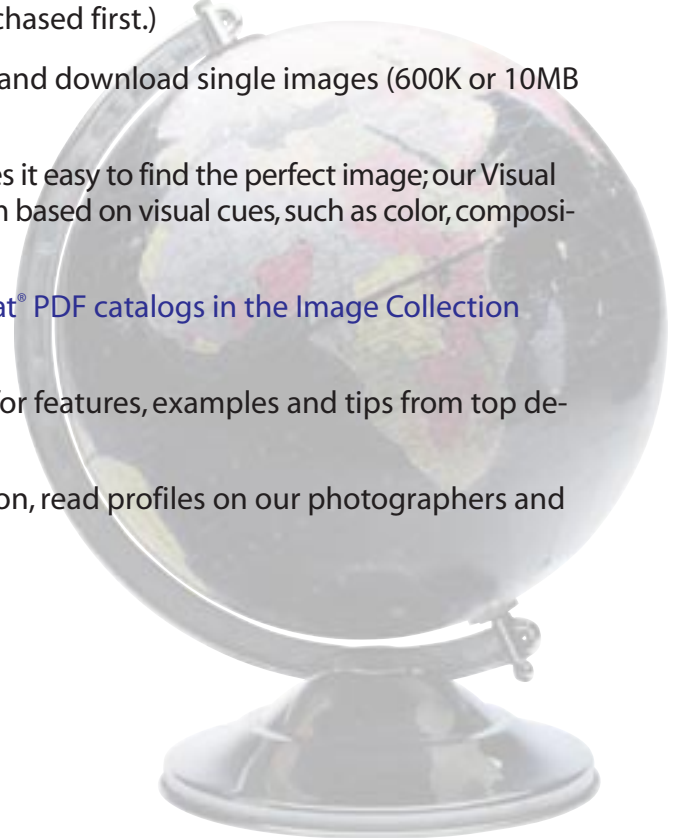 chased first.)
and download single images (600K or 10MB
s it easy to find the perfect image; our Visual
n based on visual cues, such as color, composi-
at® PDF catalogs in the Image Collection
for features, examples and tips from top de-
on, read profiles on our photographers and